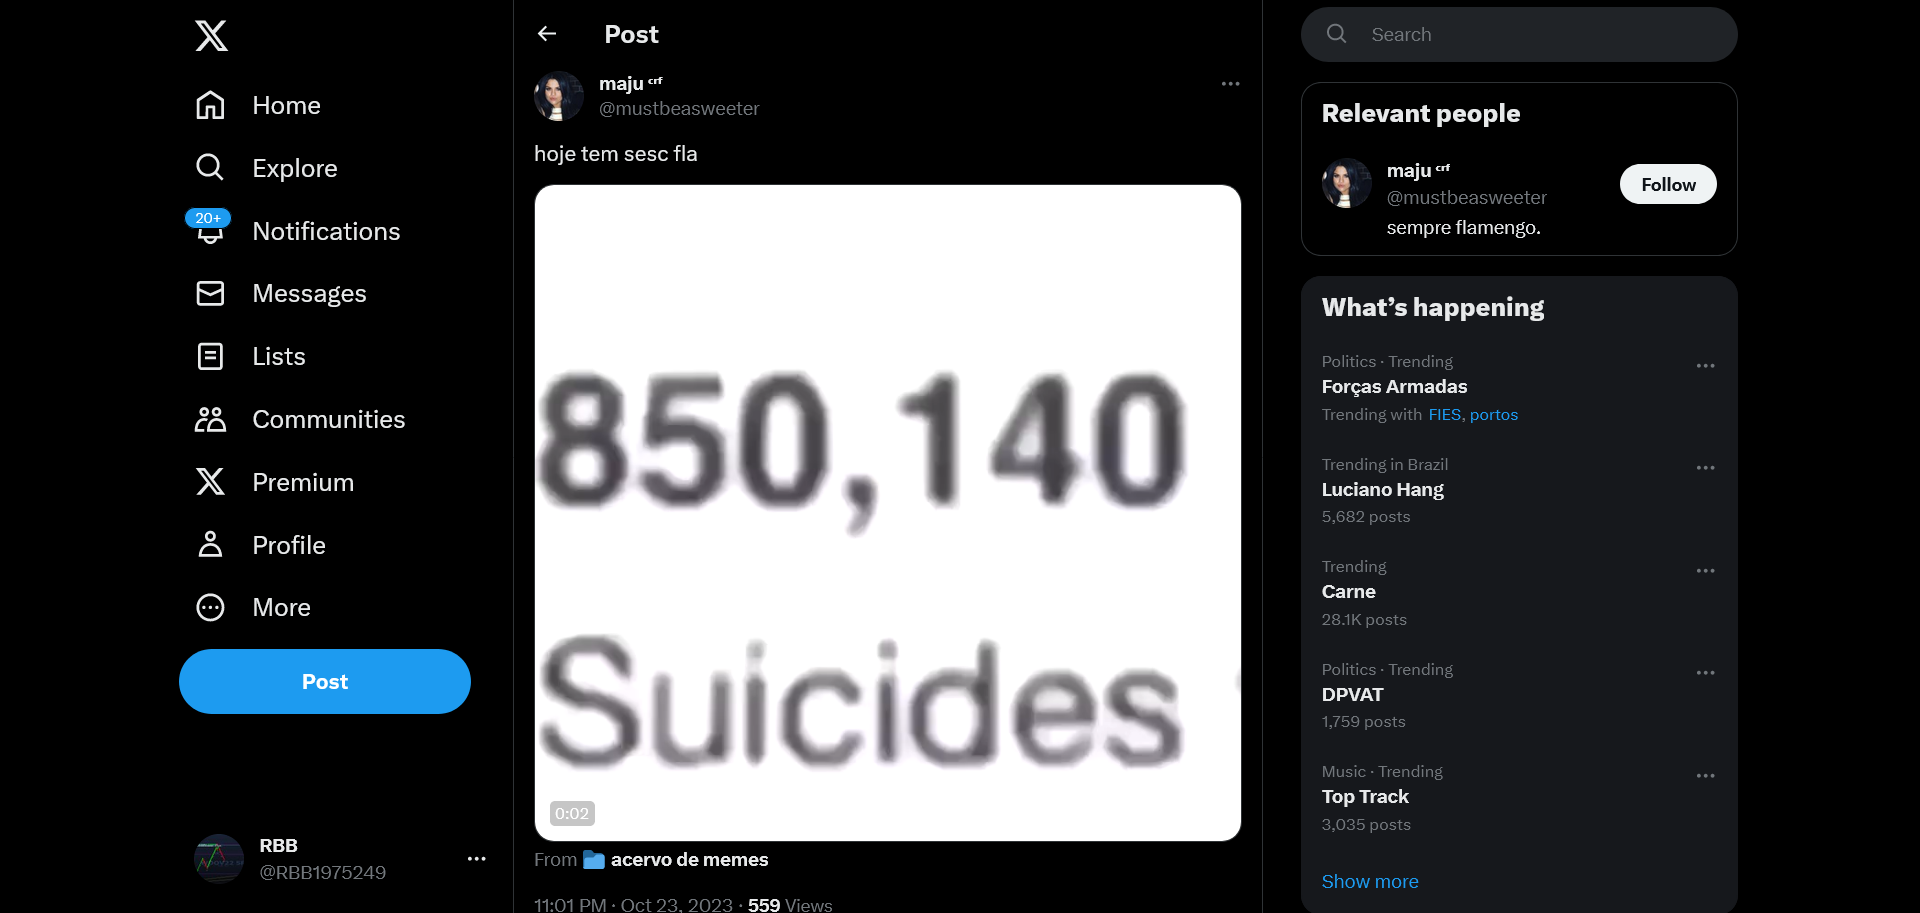 Home
Explore
20+
Notifications
Messages
Lists
Communities
Premium
Profile
More
Post
RBB
@RBB1975249
Post
maju ᶜʳᶠ
@mustbeasweeter
hoje tem sesc fla
850,140
Suicides
0:02
From 📁 acervo de memes
11:01 PM · Oct 23, 2023 · 559 Views
Search
Relevant people
maju ᶜʳᶠ
@mustbeasweeter
Follow
sempre flamengo.
What’s happening
Politics · Trending
Forças Armadas
Trending with FIES, portos
Trending in Brazil
Luciano Hang
5,682 posts
Trending
Carne
28.1K posts
Politics · Trending
DPVAT
1,759 posts
Music · Trending
Top Track
3,035 posts
Show more